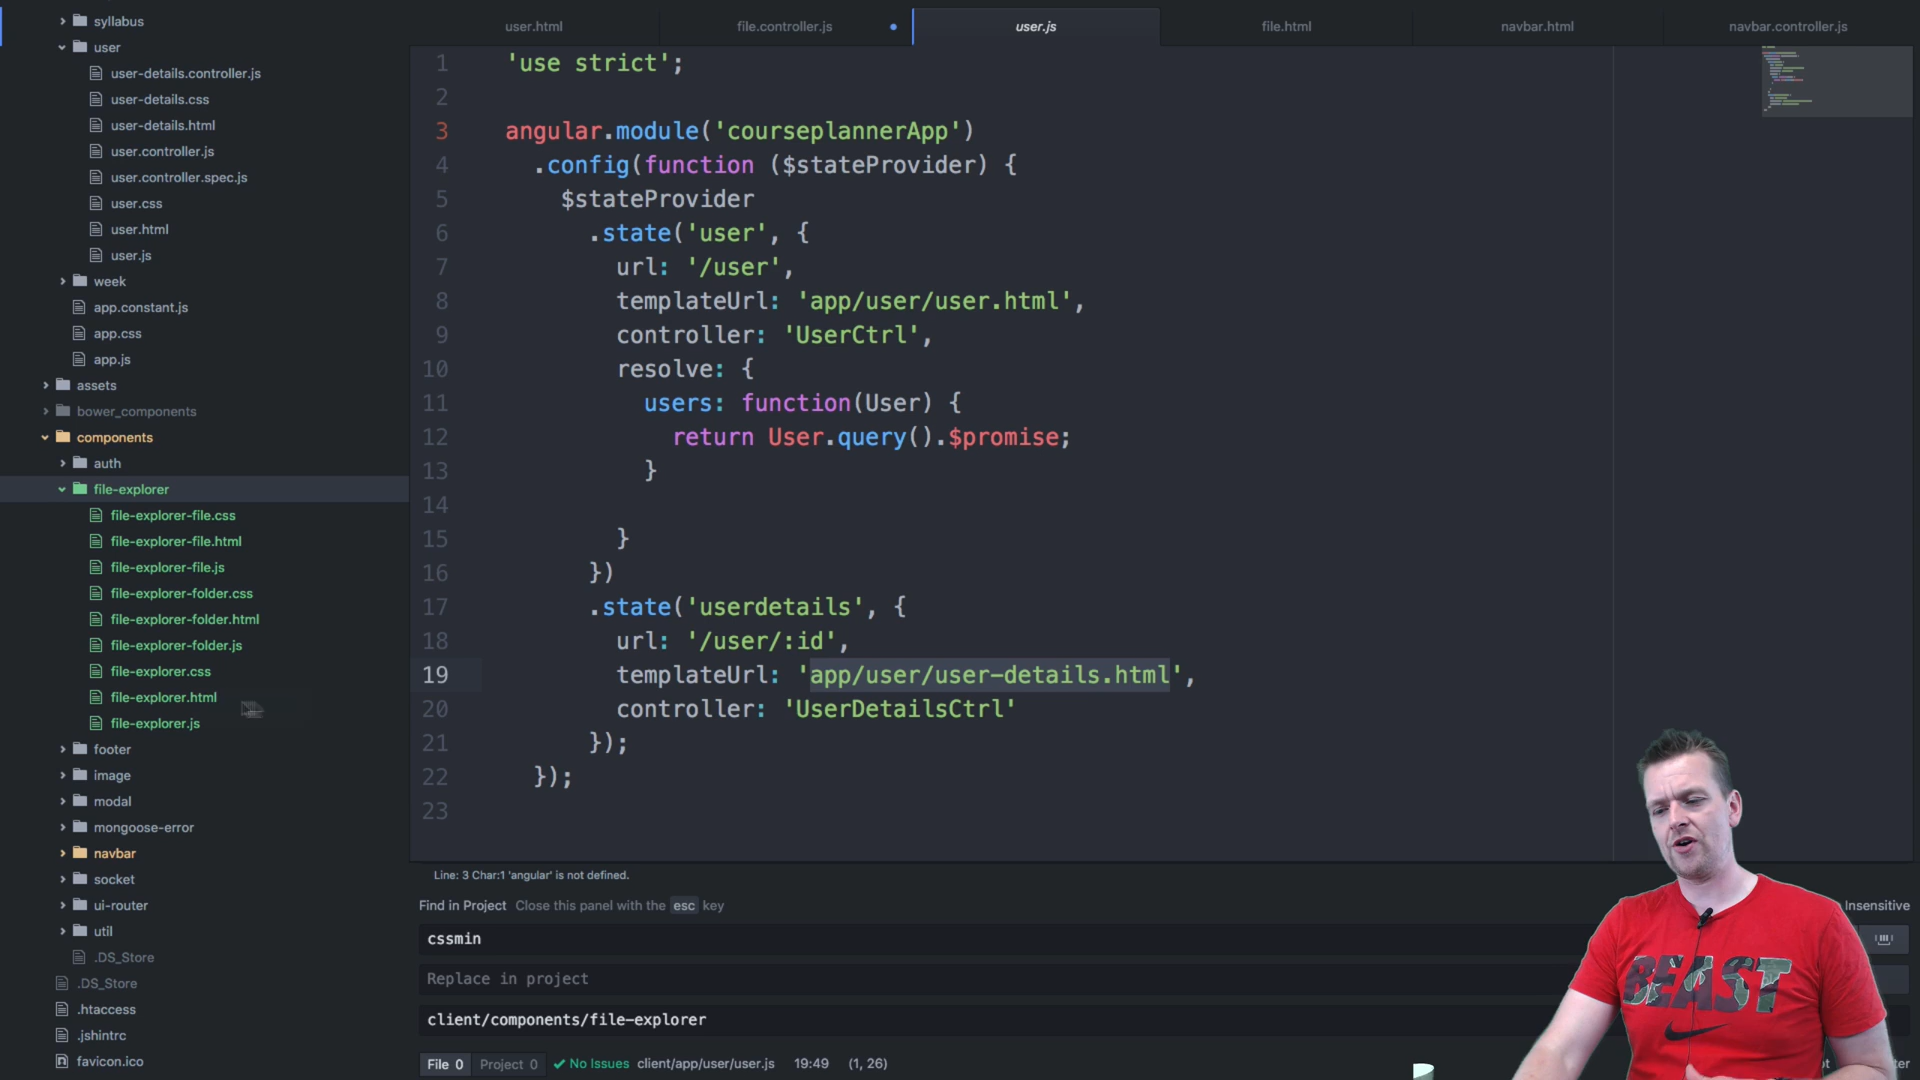 syllabus
user
user-details.controller.js
user-details.css
user-details.html
user.controller.js
user.controller.spec.js
user.css
user.html
user.js
week
app.constant.js
app.css
app.js
assets
bower_components
components
auth
file-explorer
file-explorer-file.css
file-explorer-file.html
file-explorer-file.js
file-explorer-folder.css
file-explorer-folder.html
file-explorer-folder.js
file-explorer.css
file-explorer.html
file-explorer.js
footer
image
modal
mongoose-error
navbar
socket
ui-router
util
.DS_Store
.DS_Store
.htaccess
.jshintrc
favicon.ico
user.html file.controller.js user.js file.html navbar.html navbar.controller.js
1 'use strict';
2
3 angular.module('courseplannerApp')
4 .config(function ($stateProvider) {
5 $stateProvider
6 .state('user', {
7 url: '/user',
8 templateUrl: 'app/user/user.html',
9 controller: 'UserCtrl',
10 resolve: {
11 users: function(User) {
12 return User.query().$promise;
13 }
14
15 }
16 })
17 .state('userdetails', {
18 url: '/user/:id',
19 templateUrl: 'app/user/user-details.html',
20 controller: 'UserDetailsCtrl'
21 });
22 });
23
Line: 3 Char:1 'angular' is not defined.
Find in Project Close this panel with the esc key
Insensitive
cssmin
Replace in project
client/components/file-explorer
File 0 Project 0 No Issues client/app/user/user.js 19:49 (1, 26)
BEAST